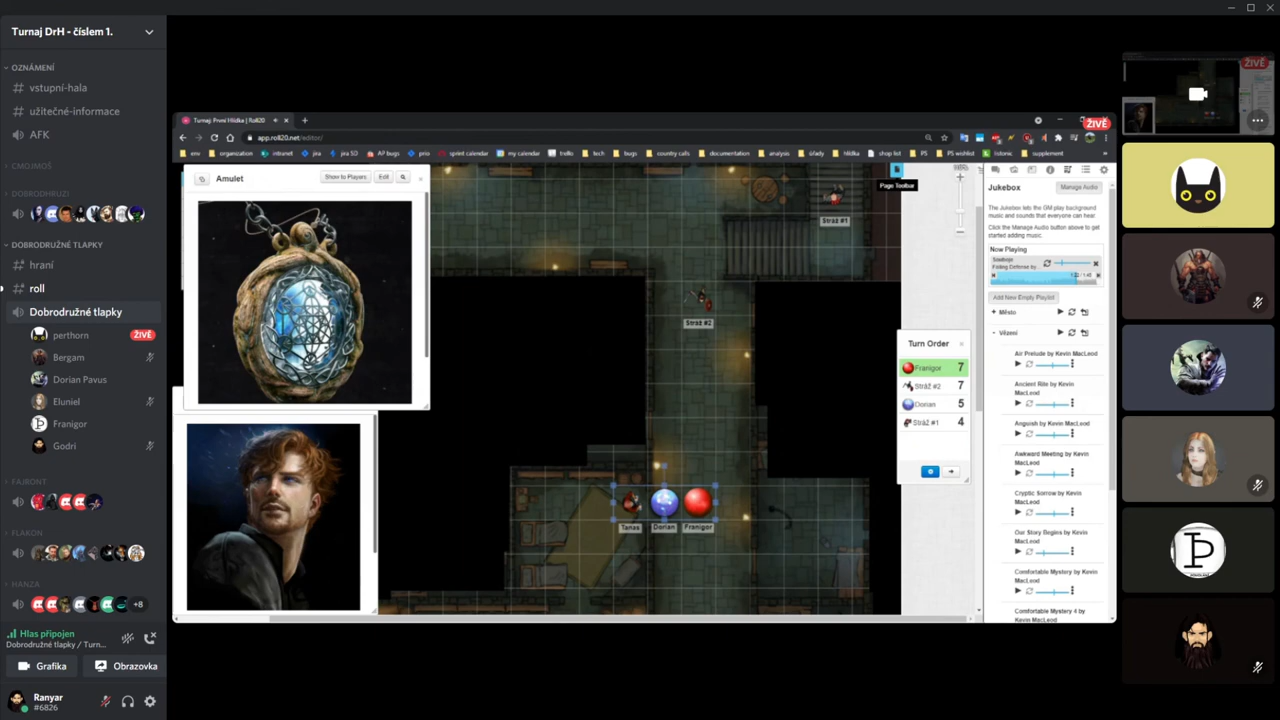 Turnaj DrH - číslem 1.
OZNÁMENÍ
vstupní-hala
užitečné-informace
AFK
CMOJMOŠ
DOBRODRHUZI
DOBRODRUŽNÉ TLAPKY
hraní
roll
Dobrodružné tlapky
perthorn
ŽIVĚ
Bergam
Dorian Pavus
Eluniel
Franigor
Godri
FAJRONT
FLAKON
HANZA
+8
Hlas připojen
Dobrodružné tlapky / Turn...
Grafika
Obrazovka
Ranyar
#6826
Turnaj: První Hlídka | Roll20
app.roll20.net/editor/
ŽIVĚ
env
organization
intranet
jira
jira SD
AP bugs
prio
sprint calendar
my calendar
trello
tech
bugs
country calls
documentation
analysis
úřady
hlídka
shop list
PS
PS wishlist
listonic
supplement
Amulet
Show to Players
Edit
Page Toolbar
Stráž #1
Stráž #2
Tanas
Dorian
Franigor
Turn Order
Franigor 7
Stráž #2 7
Dorian 5
Stráž #1 4
Jukebox
Manage Audio
The Jukebox lets the GM play background
music and sounds that everyone can hear.
Click the Manage Audio button above to get
started adding music.
Now Playing
Souboje
Falling Defense by
Add New Empty Playlist
Město
Vězení
Air Prelude by Kevin MacLeod
Ancient Rite by Kevin
MacLeod
Anguish by Kevin MacLeod
Awkward Meeting by Kevin
MacLeod
Cryptic Sorrow by Kevin
MacLeod
Our Story Begins by Kevin
MacLeod
Comfortable Mystery by Kevin
MacLeod
Comfortable Mystery 4 by
Kevin MacLeod
ŽIVĚ